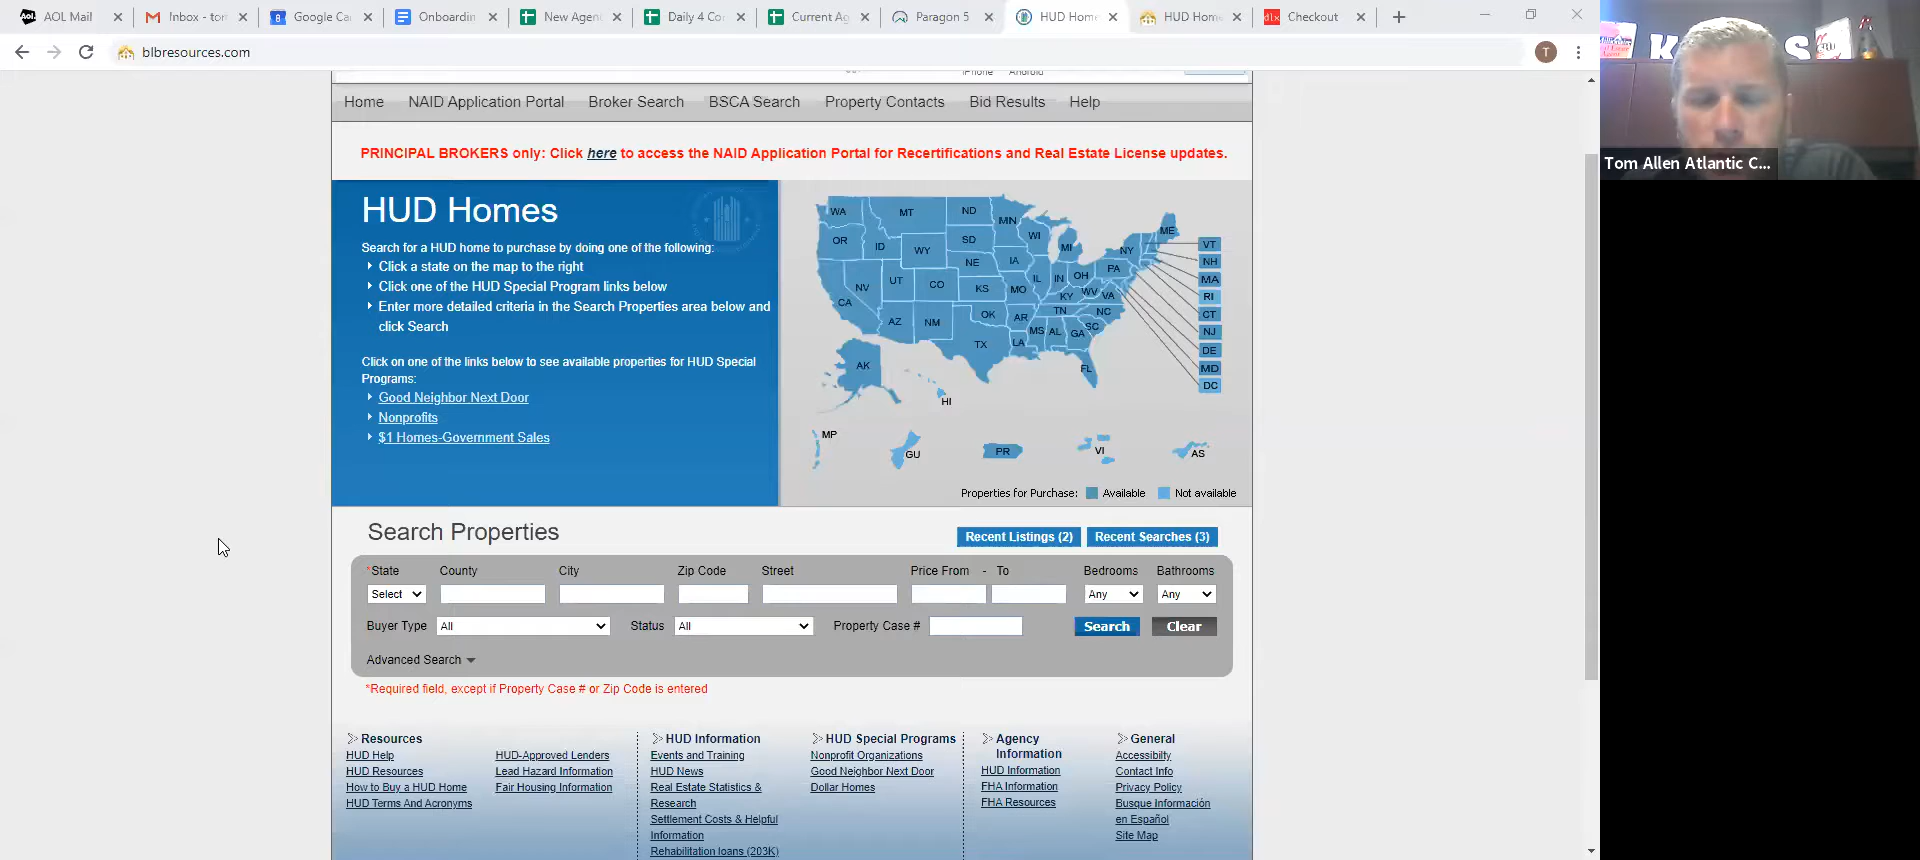 AOL Mail
Inbox - tor
Google Ca
Onboardin
New Agen
Daily 4 Co
Current Ag
Paragon 5
HUD Home
HUD Home
Checkout
blbresources.com
T
iPhone Android
Home NAID Application Portal Broker Search BSCA Search Property Contacts Bid Results Help
PRINCIPAL BROKERS only: Click here to access the NAID Application Portal for Recertifications and Real Estate License updates.
HUD Homes
Search for a HUD home to purchase by doing one of the following:
Click a state on the map to the right
Click one of the HUD Special Program links below
Enter more detailed criteria in the Search Properties area below and
click Search
Click on one of the links below to see available properties for HUD Special
Programs:
Good Neighbor Next Door
Nonprofits
$1 Homes-Government Sales
WA MT ND MN ME
OR ID WY SD WI MI NY VT
NH
NV UT CO NE IA IL IN OH PA MA
CA KS MO KY WV VA RI
AZ NM OK AR TN NC CT
TX LA MS AL GA SC NJ
DE
AK FL MD
DC
HI
MP GU PR VI AS
Properties for Purchase: Available Not available
Search Properties
Recent Listings (2) Recent Searches (3)
*State County City Zip Code Street Price From - To Bedrooms Bathrooms
Select Any Any
Buyer Type All Status All Property Case # Search Clear
Advanced Search
*Required field, except if Property Case # or Zip Code is entered
Resources
HUD Help
HUD Resources
How to Buy a HUD Home
HUD Terms And Acronyms
HUD-Approved Lenders
Lead Hazard Information
Fair Housing Information
HUD Information
Events and Training
HUD News
Real Estate Statistics &
Research
Settlement Costs & Helpful
Information
Rehabilitation loans (203K)
HUD Special Programs
Nonprofit Organizations
Good Neighbor Next Door
Dollar Homes
Agency
Information
HUD Information
FHA Information
FHA Resources
General
Accessibilty
Contact Info
Privacy Policy
Busque Información
en Español
Site Map
Tom Allen Atlantic C...